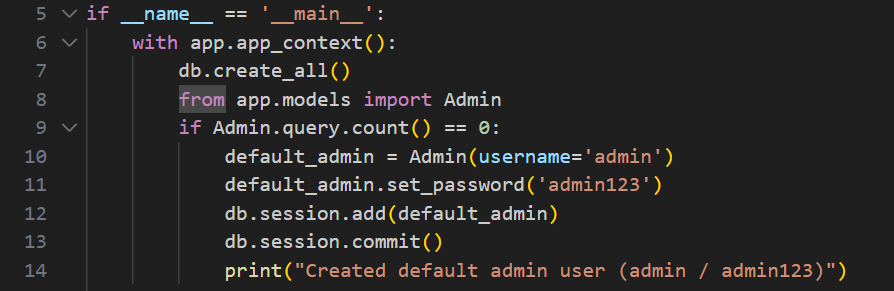 5 if __name__ == '__main__':
6     with app.app_context():
7         db.create_all()
8         from app.models import Admin
9         if Admin.query.count() == 0:
10             default_admin = Admin(username='admin')
11             default_admin.set_password('admin123')
12             db.session.add(default_admin)
13             db.session.commit()
14             print("Created default admin user (admin / admin123)")